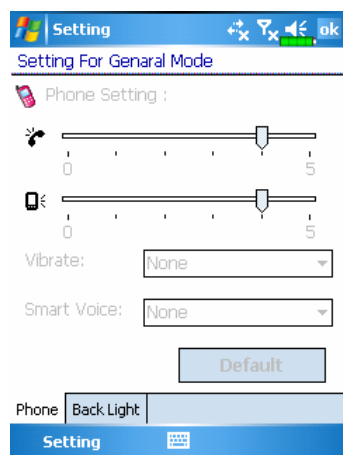 Setting ok
Setting For Genaral Mode
Phone Setting :
0 5
0 5
Vibrate: None
Smart Voice: None
Default
Phone Back Light
Setting